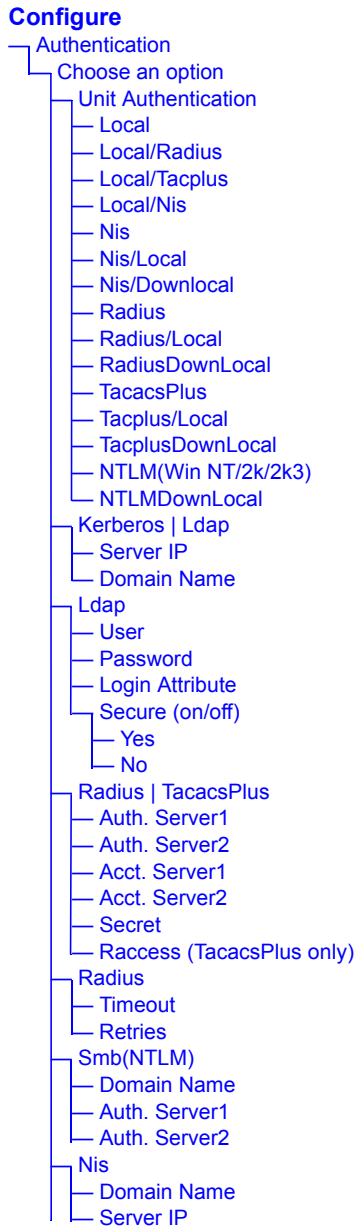 Configure
Authentication
Choose an option
Unit Authentication
Local
Local/Radius
Local/Tacplus
Local/Nis
Nis
Nis/Local
Nis/Downlocal
Radius
Radius/Local
RadiusDownLocal
TacacsPlus
Tacplus/Local
TacplusDownLocal
NTLM(Win NT/2k/2k3)
NTLMDownLocal
Kerberos | Ldap
Server IP
Domain Name
Ldap
User
Password
Login Attribute
Secure (on/off)
Yes
No
Radius | TacacsPlus
Auth. Server1
Auth. Server2
Acct. Server1
Acct. Server2
Secret
Raccess (TacacsPlus only)
Radius
Timeout
Retries
Smb(NTLM)
Domain Name
Auth. Server1
Auth. Server2
Nis
Domain Name
Server IP